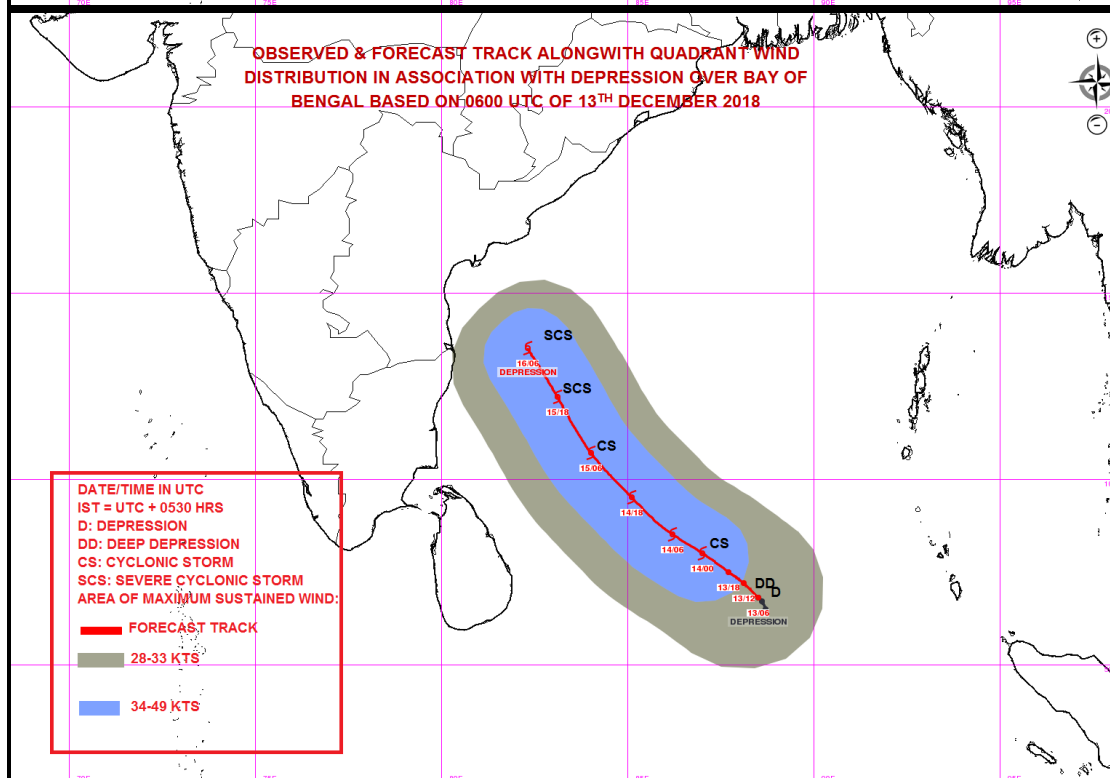 OBSERVED & FORECAST TRACK ALONGWITH QUADRANT WIND
DISTRIBUTION IN ASSOCIATION WITH DEPRESSION OVER BAY OF
BENGAL BASED ON 0600 UTC OF 13TH DECEMBER 2018
SCS
16/06
DEPRESSION
SCS
15/18
CS
15/06
14/18
14/06
CS
14/00
13/18
DD
D
13/12
13/06
DEPRESSION
DATE/TIME IN UTC
IST = UTC + 0530 HRS
D: DEPRESSION
DD: DEEP DEPRESSION
CS: CYCLONIC STORM
SCS: SEVERE CYCLONIC STORM
AREA OF MAXIMUM SUSTAINED WIND:
FORECAST TRACK
28-33 KTS
34-49 KTS